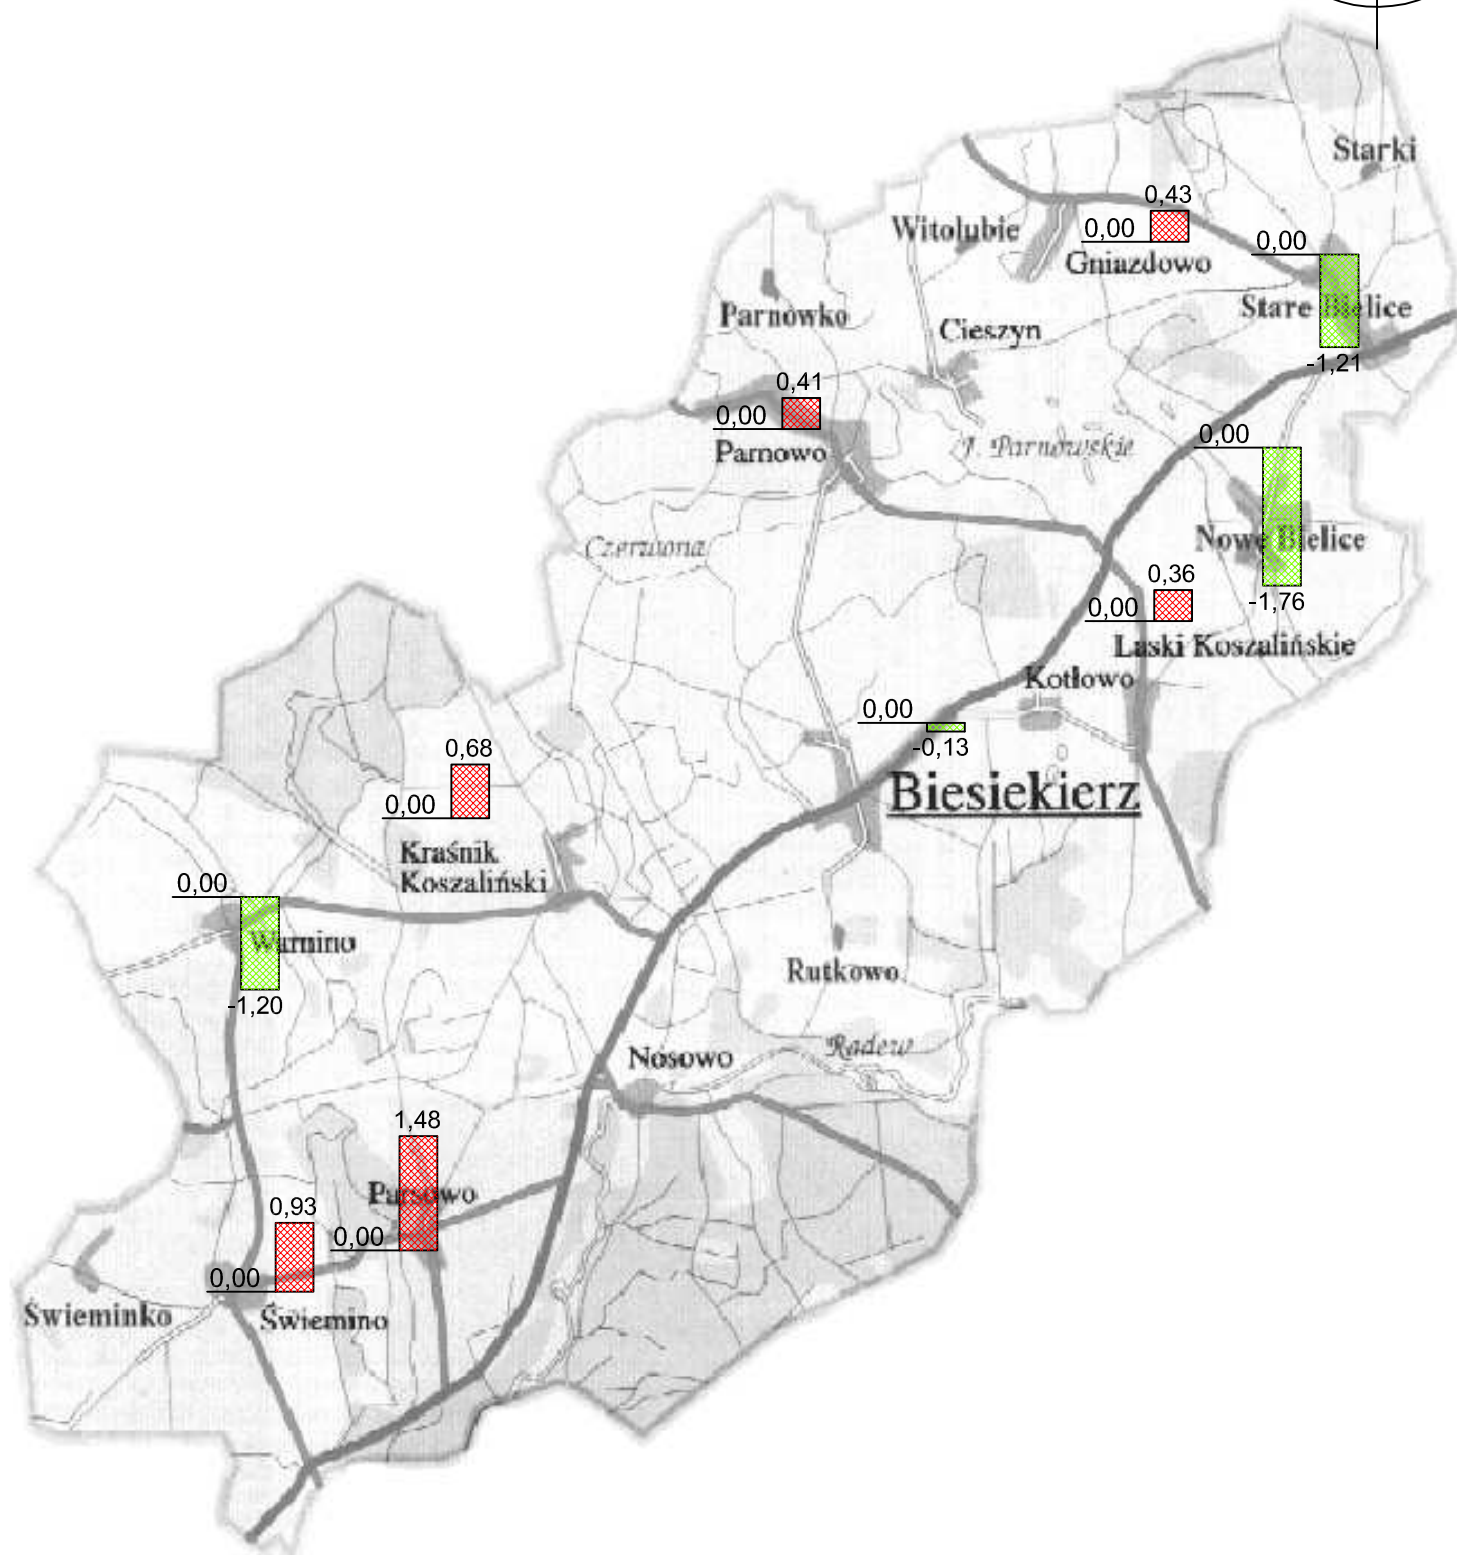 Starki
0,43
Witolubie
0,00
Gniazdowo
0,00
Parnowko
Stare Bielice
Cieszyn
-1,21
0,41
0,00
Parnowo
J. Parnowskie
0,00
Czerwona
Nowe Bielice
0,36
-1,76
0,00
Laski Koszalińskie
Kotłowo
0,00
-0,13
0,68
Biesiekierz
0,00
Kraśnik
Koszaliński
0,00
Warnino
Rutkowo
-1,20
Radew
Nosowo
1,48
Parsowo
0,93
0,00
0,00
Świeminko
Świemino